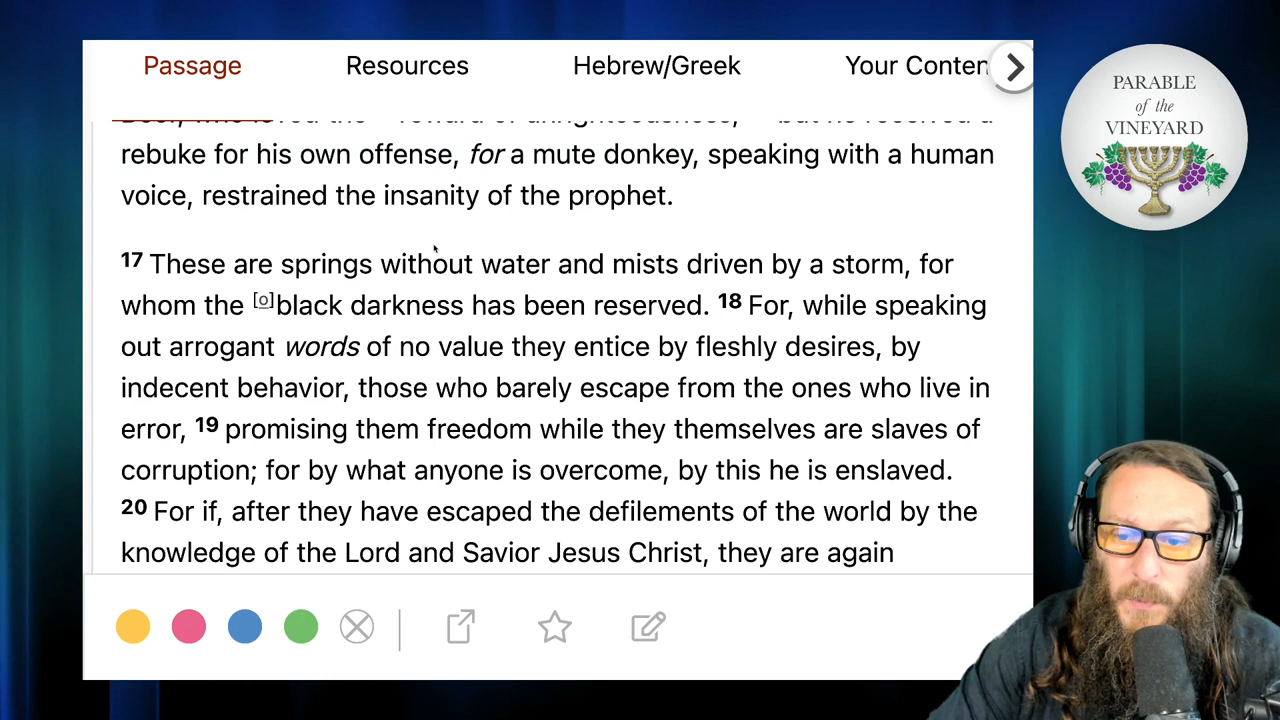 Passage Resources Hebrew/Greek Your Conten
PARABLE
of the
VINEYARD
rebuke for his own offense, for a mute donkey, speaking with a human
voice, restrained the insanity of the prophet.
17 These are springs without water and mists driven by a storm, for
whom the [o]black darkness has been reserved. 18 For, while speaking
out arrogant words of no value they entice by fleshly desires, by
indecent behavior, those who barely escape from the ones who live in
error, 19 promising them freedom while they themselves are slaves of
corruption; for by what anyone is overcome, by this he is enslaved.
20 For if, after they have escaped the defilements of the world by the
knowledge of the Lord and Savior Jesus Christ, they are again